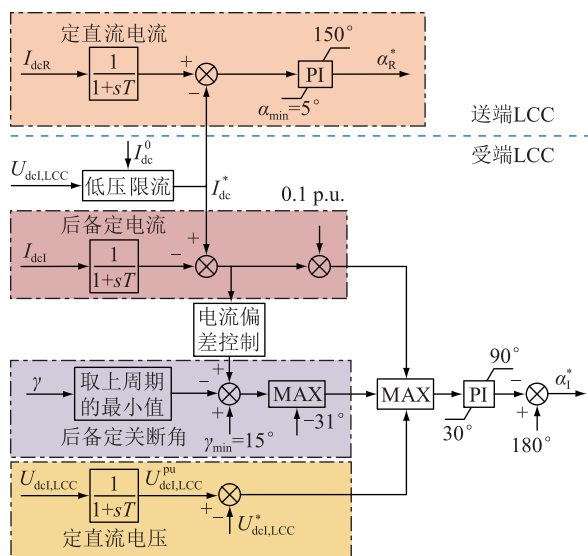 定直流电流
150°
I_dcR
1
1+sT
+
−
PI
α_R^*
α_min=5°
送端LCC
受端LCC
I_dc^0
U_dcI,LCC
低压限流
I_dc^*
0.1 p.u.
后备定电流
I_dcI
1
1+sT
−
+
电流偏
差控制
90°
γ
取上周期
的最小值
−
+
+
MAX
MAX
PI
−
+
α_I^*
−31°
30°
后备定关断角
γ_min=15°
180°
U_dcI,LCC
1
1+sT
U_dcI,LCC^pu
+
−
U_dcI,LCC^*
定直流电压